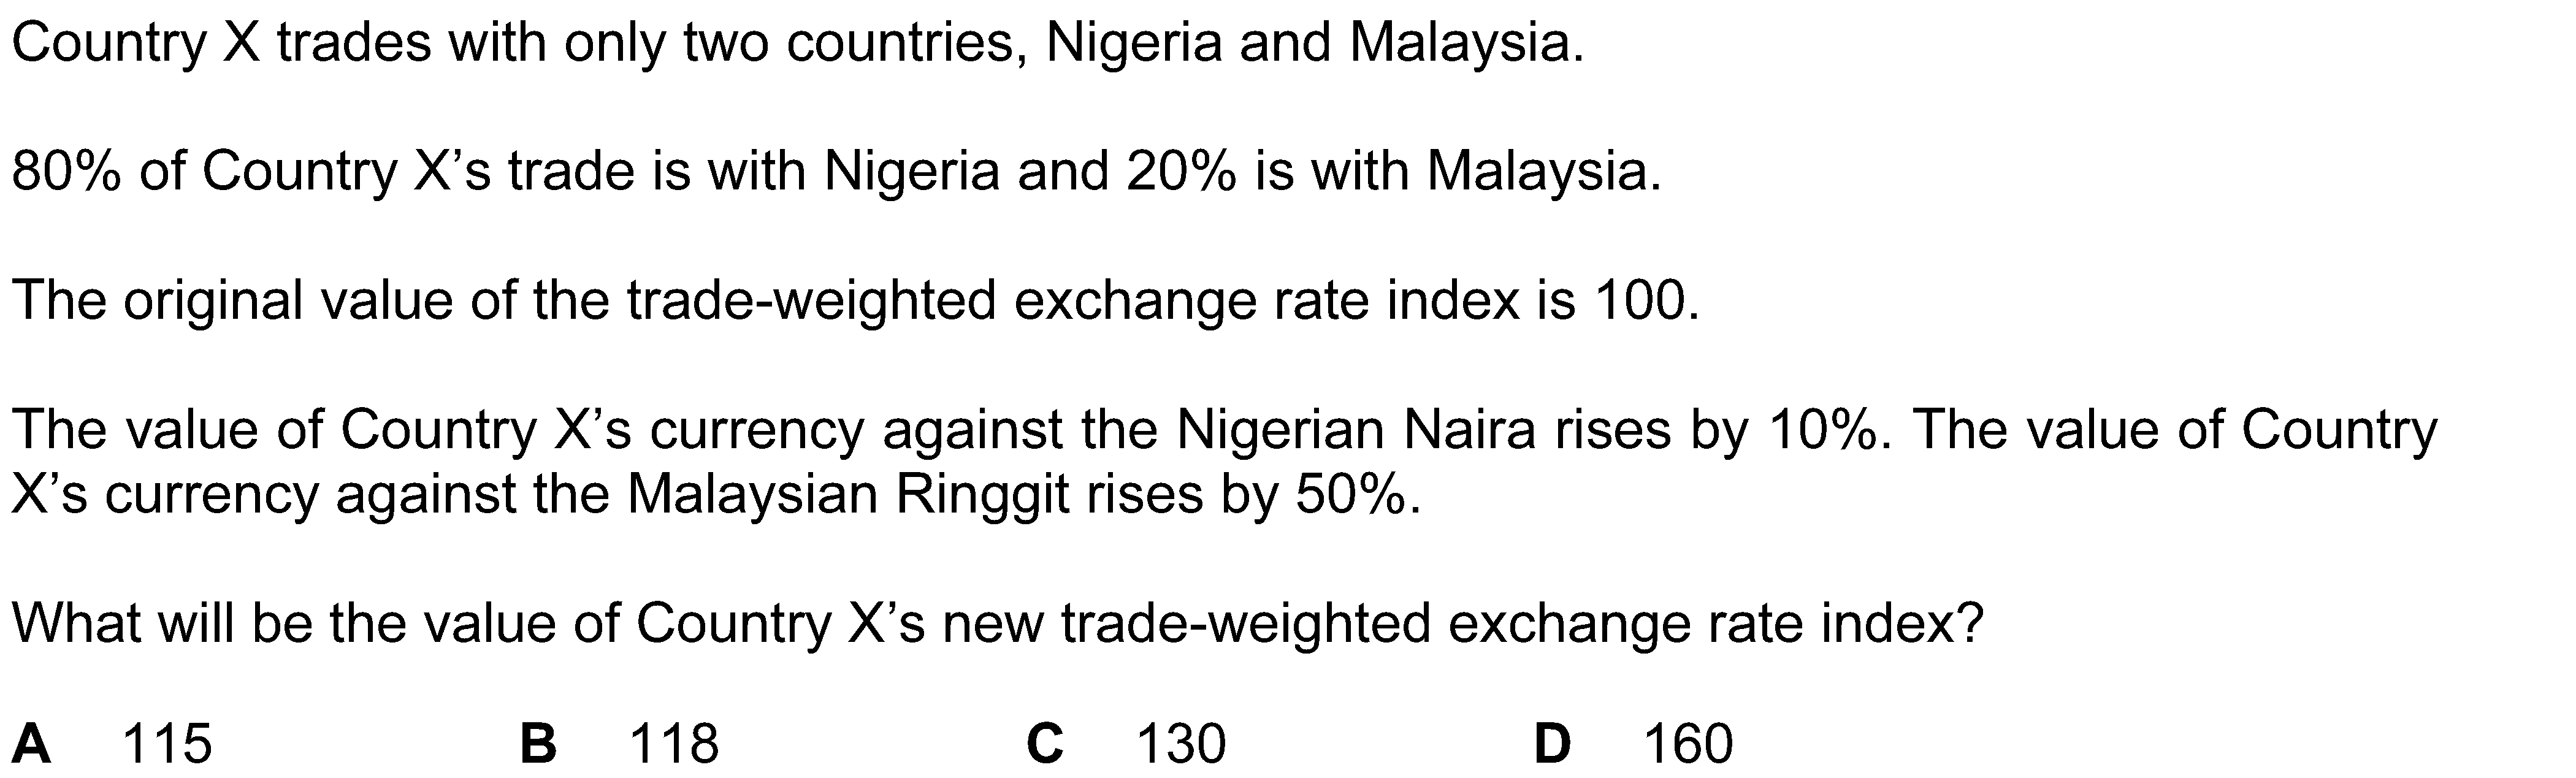 Country X trades with only two countries, Nigeria and Malaysia.
80% of Country X’s trade is with Nigeria and 20% is with Malaysia.
The original value of the trade-weighted exchange rate index is 100.
The value of Country X’s currency against the Nigerian Naira rises by 10%. The value of Country
X’s currency against the Malaysian Ringgit rises by 50%.
What will be the value of Country X’s new trade-weighted exchange rate index?
A 115 B 118 C 130 D 160